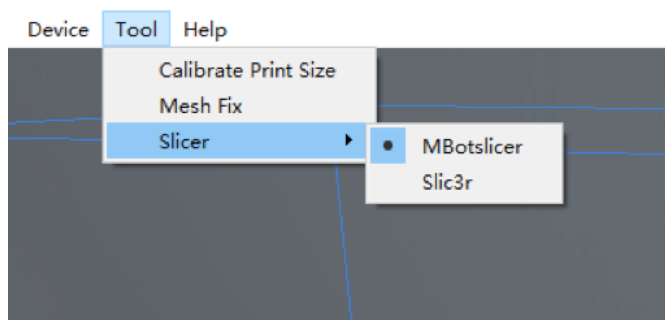 Device Tool Help
Calibrate Print Size
Mesh Fix
Slicer
MBotslicer
Slic3r